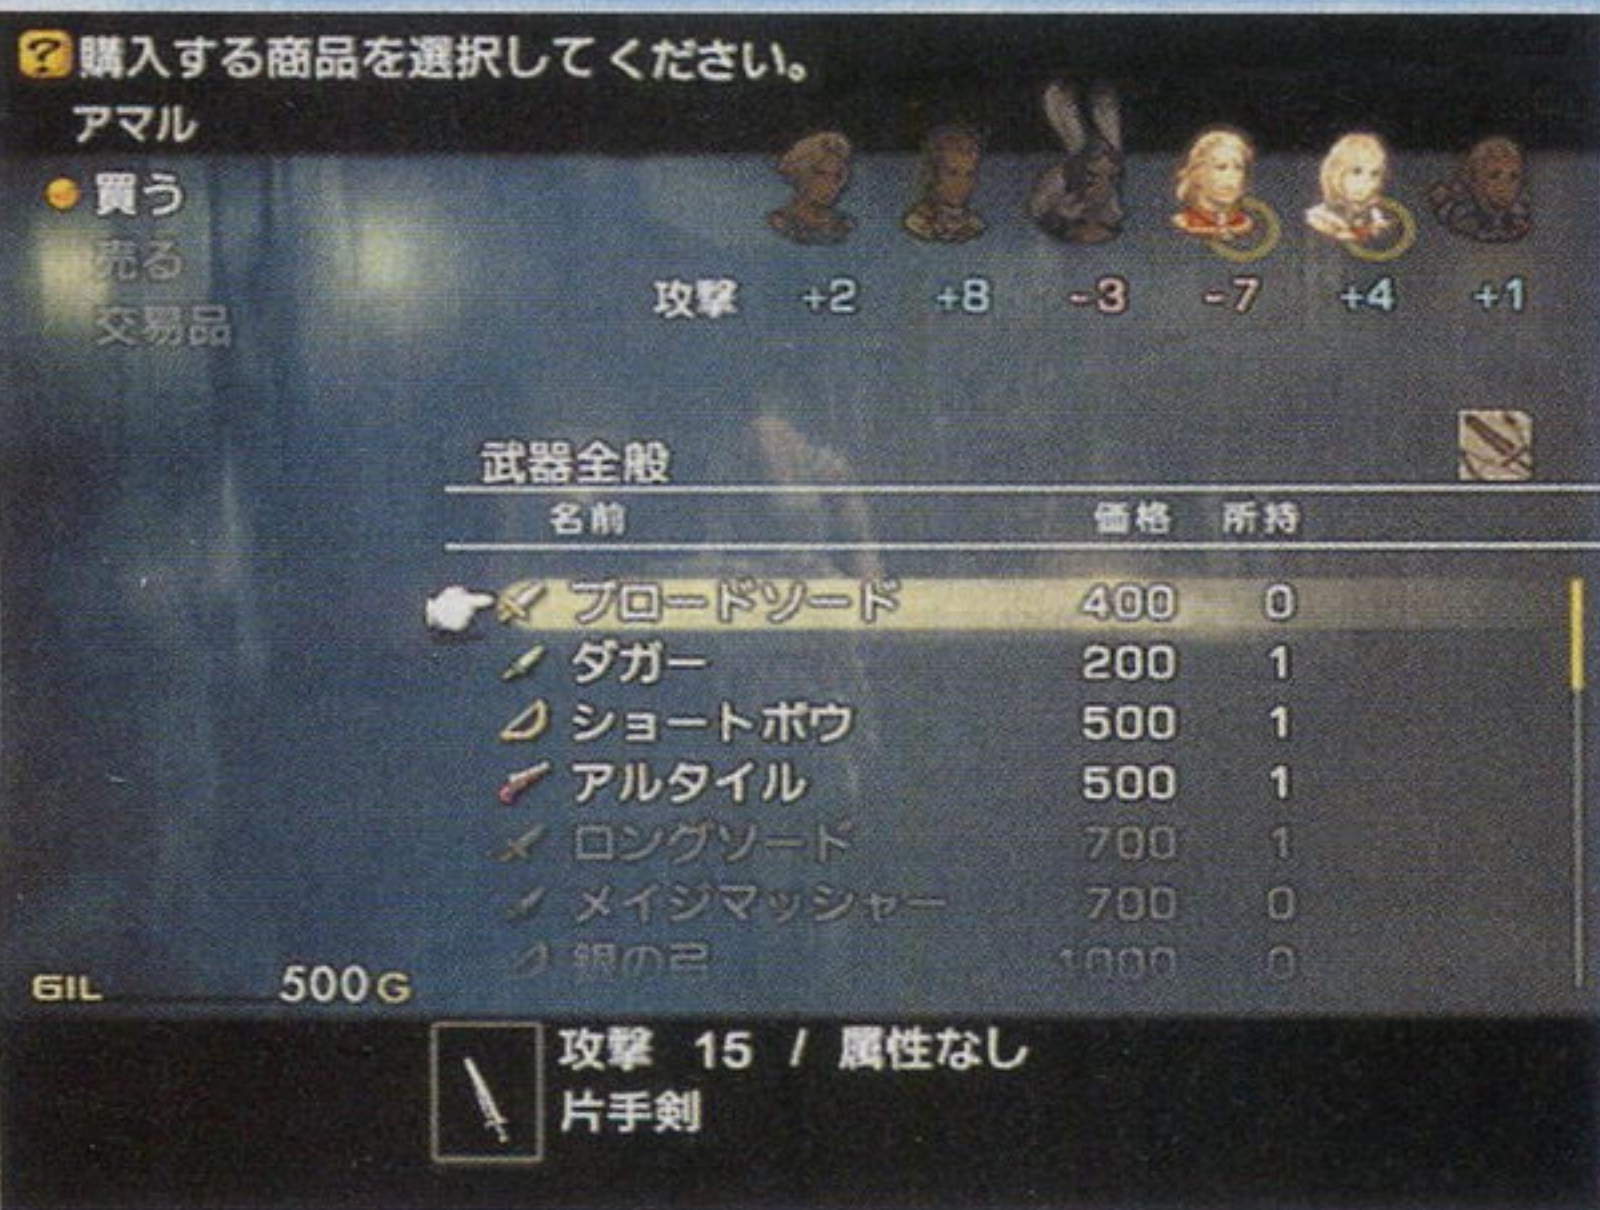 ?購入する商品を選択してください。
アマル
買う
売る
交易品
攻撃 +2 +8 -3 -7 +4 +1
武器全般
名前 価格 所持
ブロードソード 400 0
ダガー 200 1
ショートボウ 500 1
アルタイル 500 1
ロングソード 700 1
メイジマッシャー 700 0
銀の弓 1000 0
GIL 500G
攻撃 15 / 属性なし
片手剣